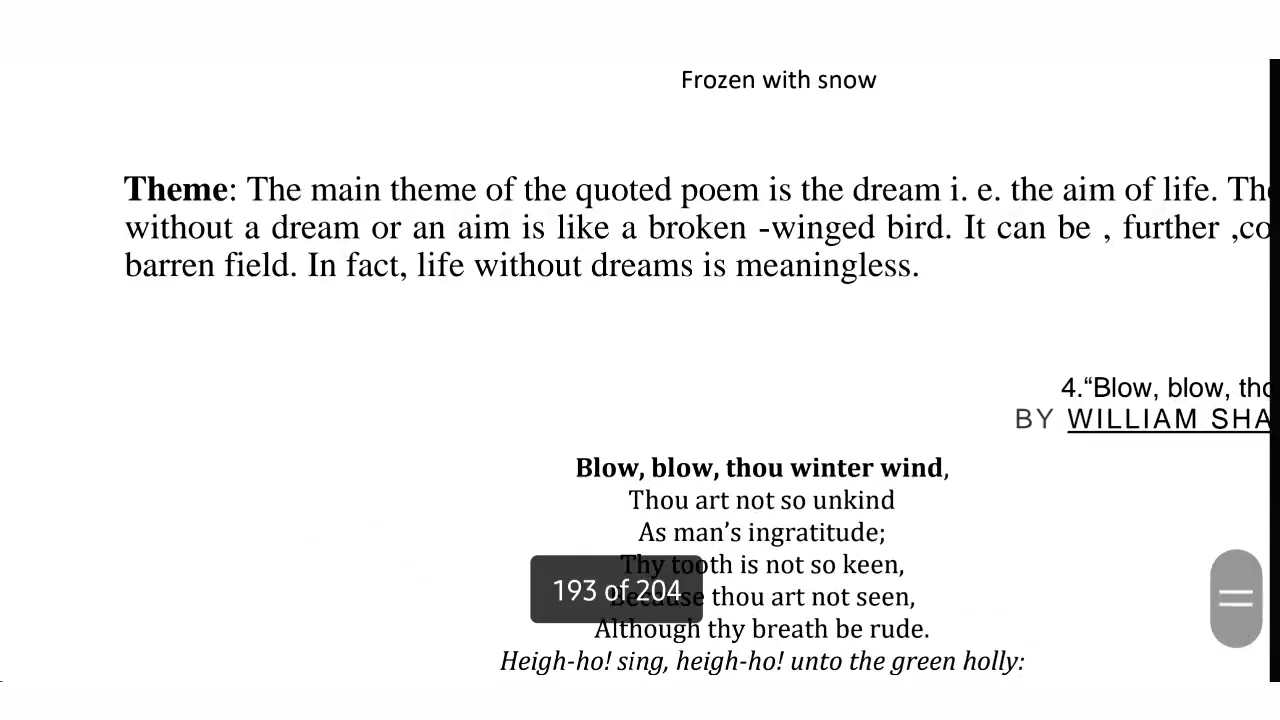 Frozen with snow
Theme: The main theme of the quoted poem is the dream i. e. the aim of life. The
without a dream or an aim is like a broken -winged bird. It can be , further ,co
barren field. In fact, life without dreams is meaningless.
4.“Blow, blow, tho
BY WILLIAM SHA
Blow, blow, thou winter wind,
Thou art not so unkind
As man’s ingratitude;
Thy tooth is not so keen,
193 of 204
Because thou art not seen,
Although thy breath be rude.
Heigh-ho! sing, heigh-ho! unto the green holly: